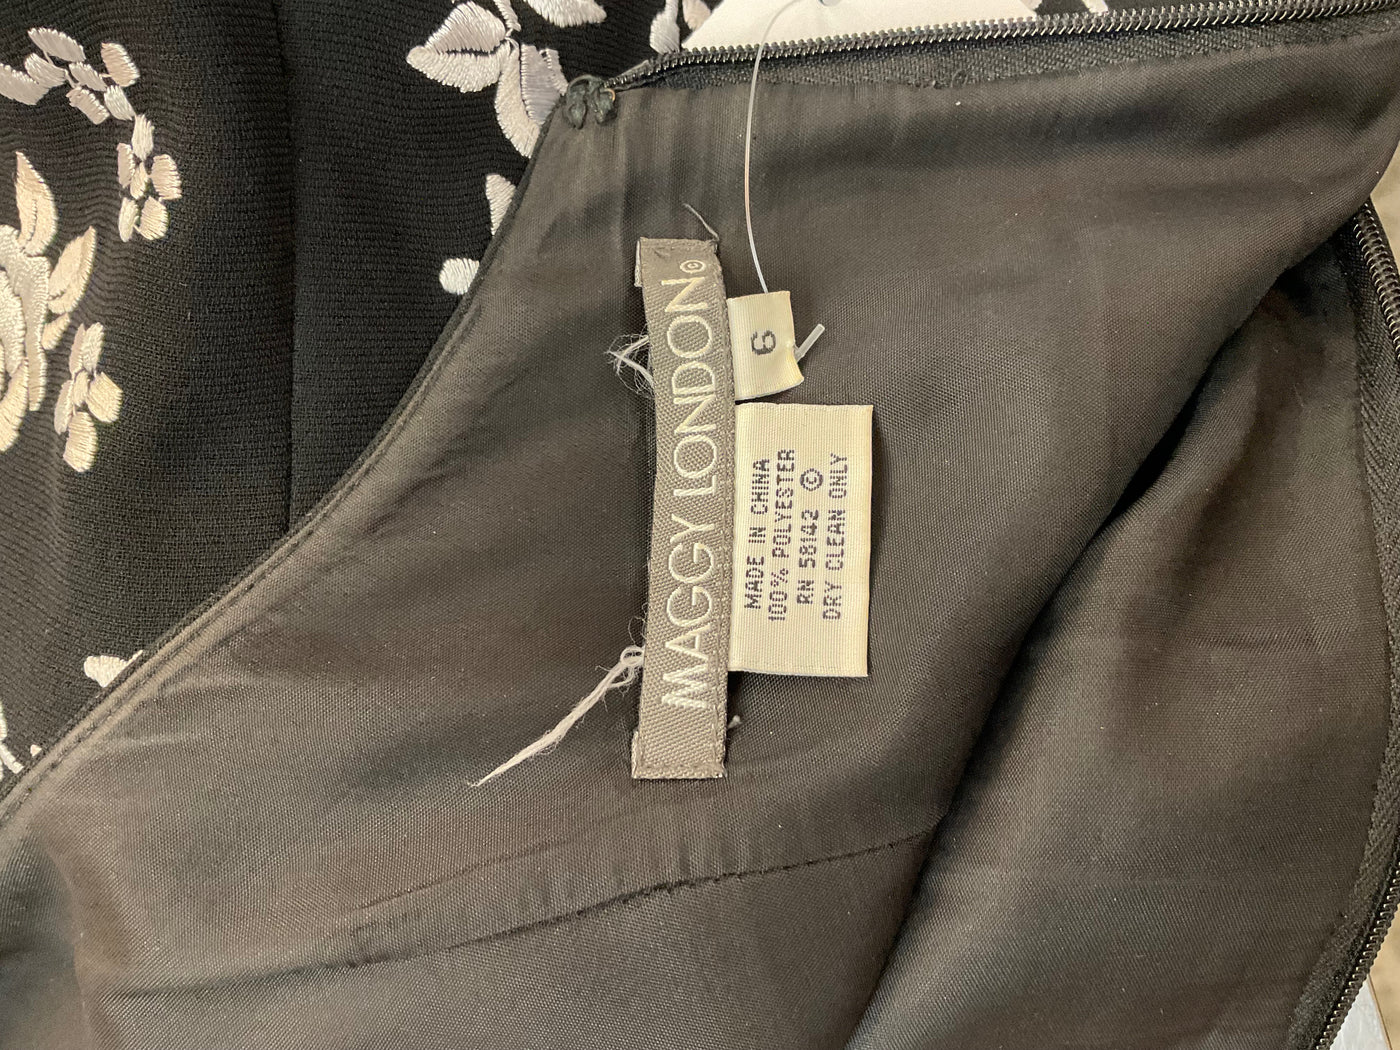 MAGGY LONDON©
6
MADE IN CHINA
100% POLYESTER
RN 58142 ©
DRY CLEAN ONLY